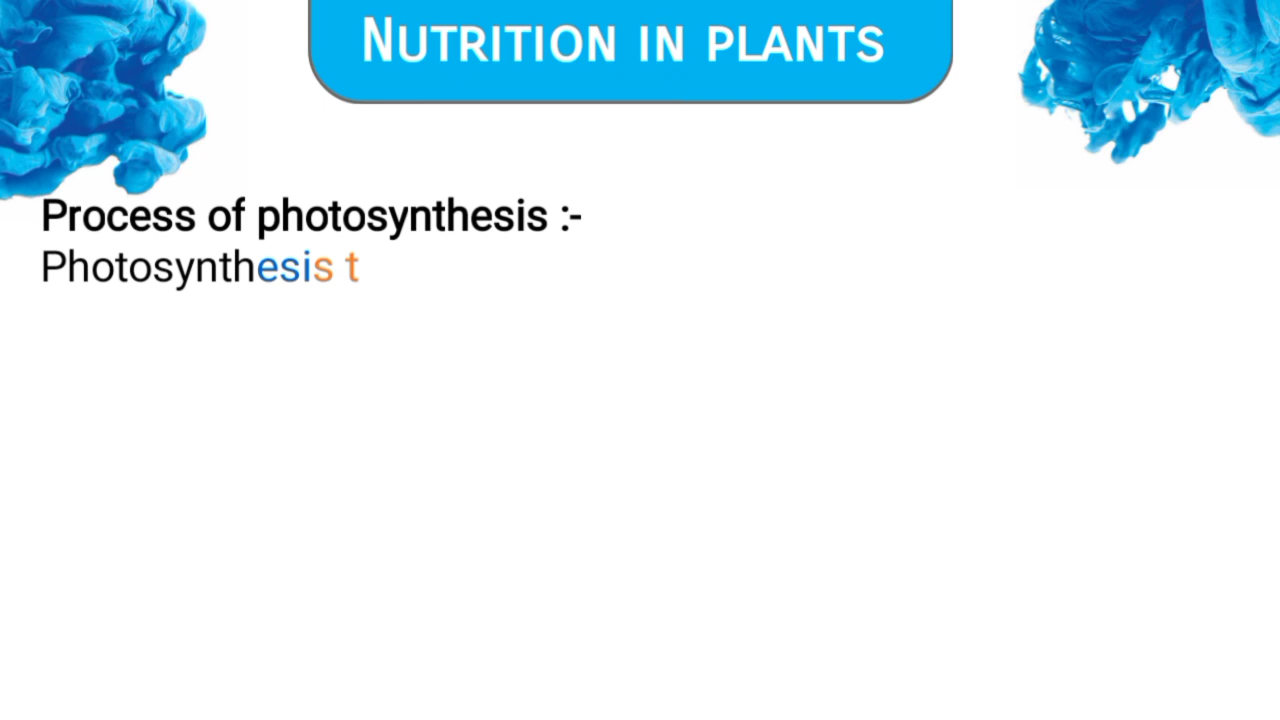 Nutrition in plants
Process of photosynthesis :-
Photosynthesis t